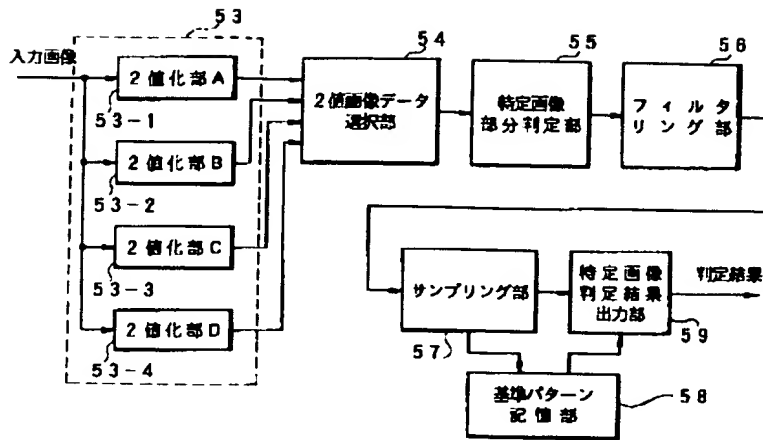 53
入力画像
2値化部A
53-1
2値化部B
53-2
2値化部C
53-3
2値化部D
53-4
54
2値画像データ
選択部
55
特定画像
部分判定部
56
フィルタ
リング部
サンプリング部
57
特定画像
判定結果
出力部
59
判定結果
基準パターン
記憶部
58